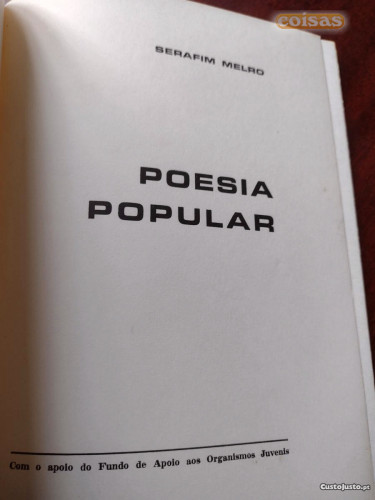 coisas
SERAFIM MELRO
POESIA
POPULAR
Com o apoio do Fundo de Apoio aos Organismos Juvenis
CustoJusto.pt